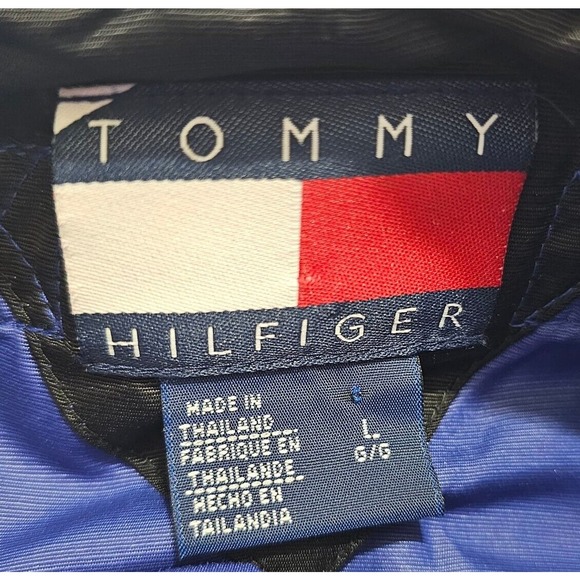 TOMMY
HILFIGER
MADE IN
THAILAND
FABRIQUE EN
THAILANDE
HECHO EN
TAILANDIA
L
G/G